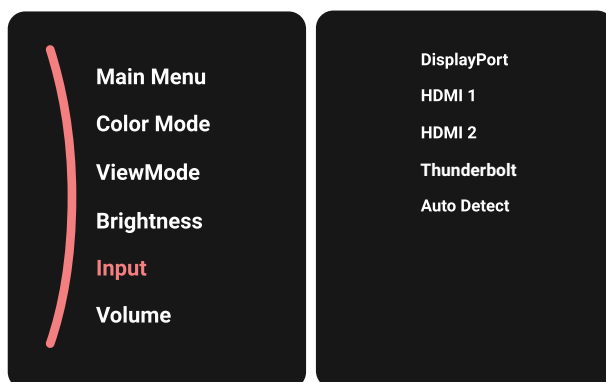 Main Menu
Color Mode
ViewMode
Brightness
Input
Volume
DisplayPort
HDMI 1
HDMI 2
Thunderbolt
Auto Detect